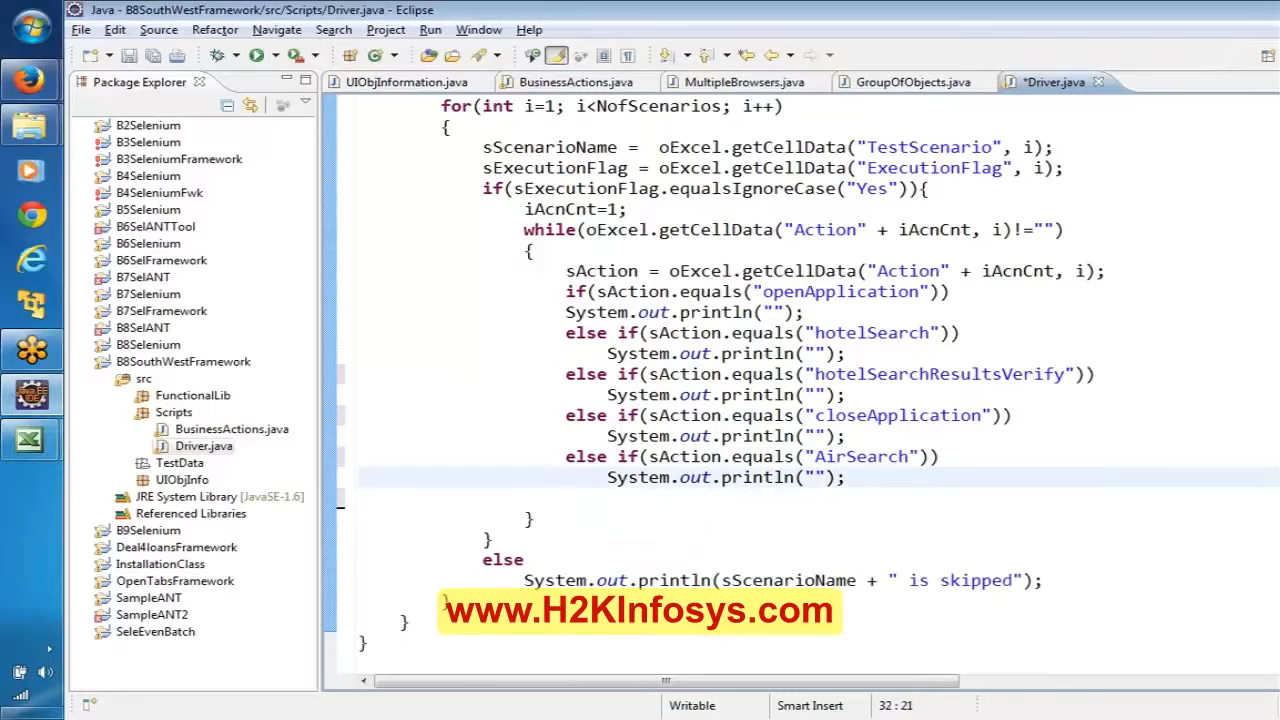 Java - B8SouthWestFramework/src/Scripts/Driver.java - Eclipse
File Edit Source Refactor Navigate Search Project Run Window Help
Package Explorer
UIObjInformation.java BusinessActions.java MultipleBrowsers.java GroupOfObjects.java *Driver.java
B2Selenium
B3Selenium
B3SeleniumFramework
B4Selenium
B4SeleniumFwk
B5Selenium
B6SelANTTool
B6Selenium
B6SelFramework
B7SelANT
B7Selenium
B7SelFramework
B8SelANT
B8Selenium
B8SouthWestFramework
src
FunctionalLib
Scripts
BusinessActions.java
Driver.java
TestData
UIObjInfo
JRE System Library [JavaSE-1.6]
Referenced Libraries
B9Selenium
Deal4loansFramework
InstallationClass
OpenTabsFramework
SampleANT
SampleANT2
SeleEvenBatch
for(int i=1; i<NofScenarios; i++)
{
sScenarioName = oExcel.getCellData("TestScenario", i);
sExecutionFlag = oExcel.getCellData("ExecutionFlag", i);
if(sExecutionFlag.equalsIgnoreCase("Yes")){
iAcnCnt=1;
while(oExcel.getCellData("Action" + iAcnCnt, i)!="")
{
sAction = oExcel.getCellData("Action" + iAcnCnt, i);
if(sAction.equals("openApplication"))
System.out.println("");
else if(sAction.equals("hotelSearch"))
System.out.println("");
else if(sAction.equals("hotelSearchResultsVerify"))
System.out.println("");
else if(sAction.equals("closeApplication"))
System.out.println("");
else if(sAction.equals("AirSearch"))
System.out.println("");
}
}
else
System.out.println(sScenarioName + " is skipped");
}
www.H2KInfosys.com
}
}
Writable Smart Insert 32 : 21